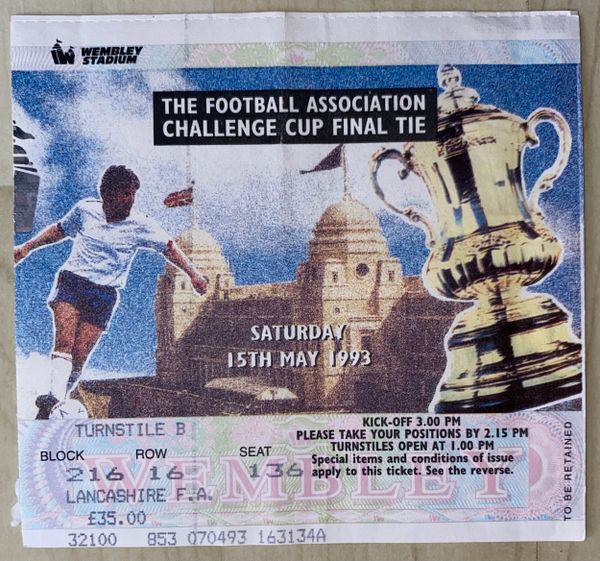 WEMBLEY
STADIUM
THE FOOTBALL ASSOCIATION
CHALLENGE CUP FINAL TIE
SATURDAY
15TH MAY 1993
TURNSTILE B
BLOCK ROW SEAT
216 16 136
LANCASHIRE F.A.
£35.00
KICK-OFF 3.00 PM
PLEASE TAKE YOUR POSITIONS BY 2.15 PM
TURNSTILES OPEN AT 1.00 PM
Special items and conditions of issue
apply to this ticket. See the reverse.
WEMBLEY
TO BE RETAINED
32100 853 070493 163134A